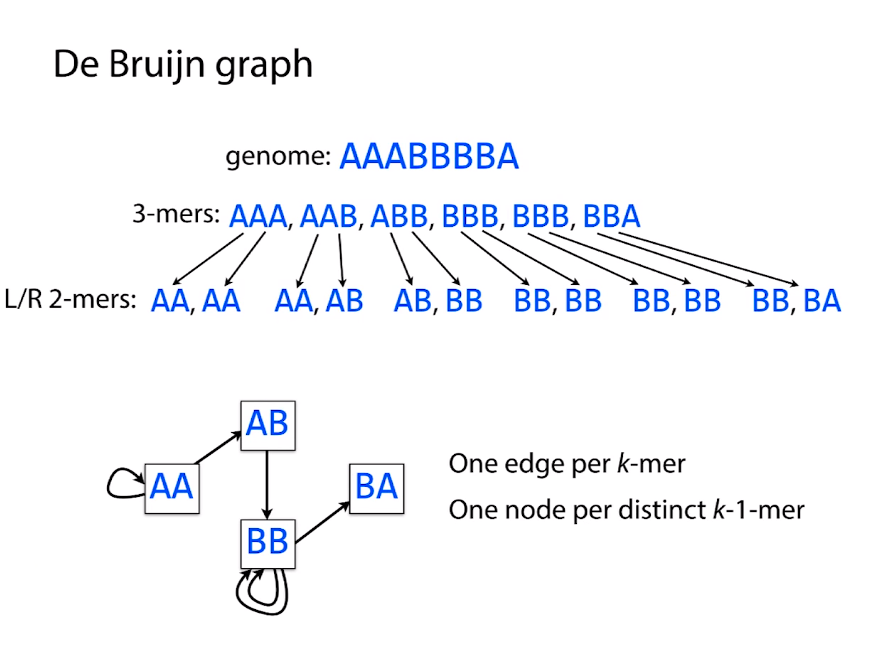 De Bruijn graph
genome: AAABBBBA
3-mers: AAA, AAB, ABB, BBB, BBB, BBA
L/R 2-mers: AA, AA AA, AB AB, BB BB, BB BB, BB BB, BA
AB
AA
BA
BB
One edge per k-mer
One node per distinct k-1-mer